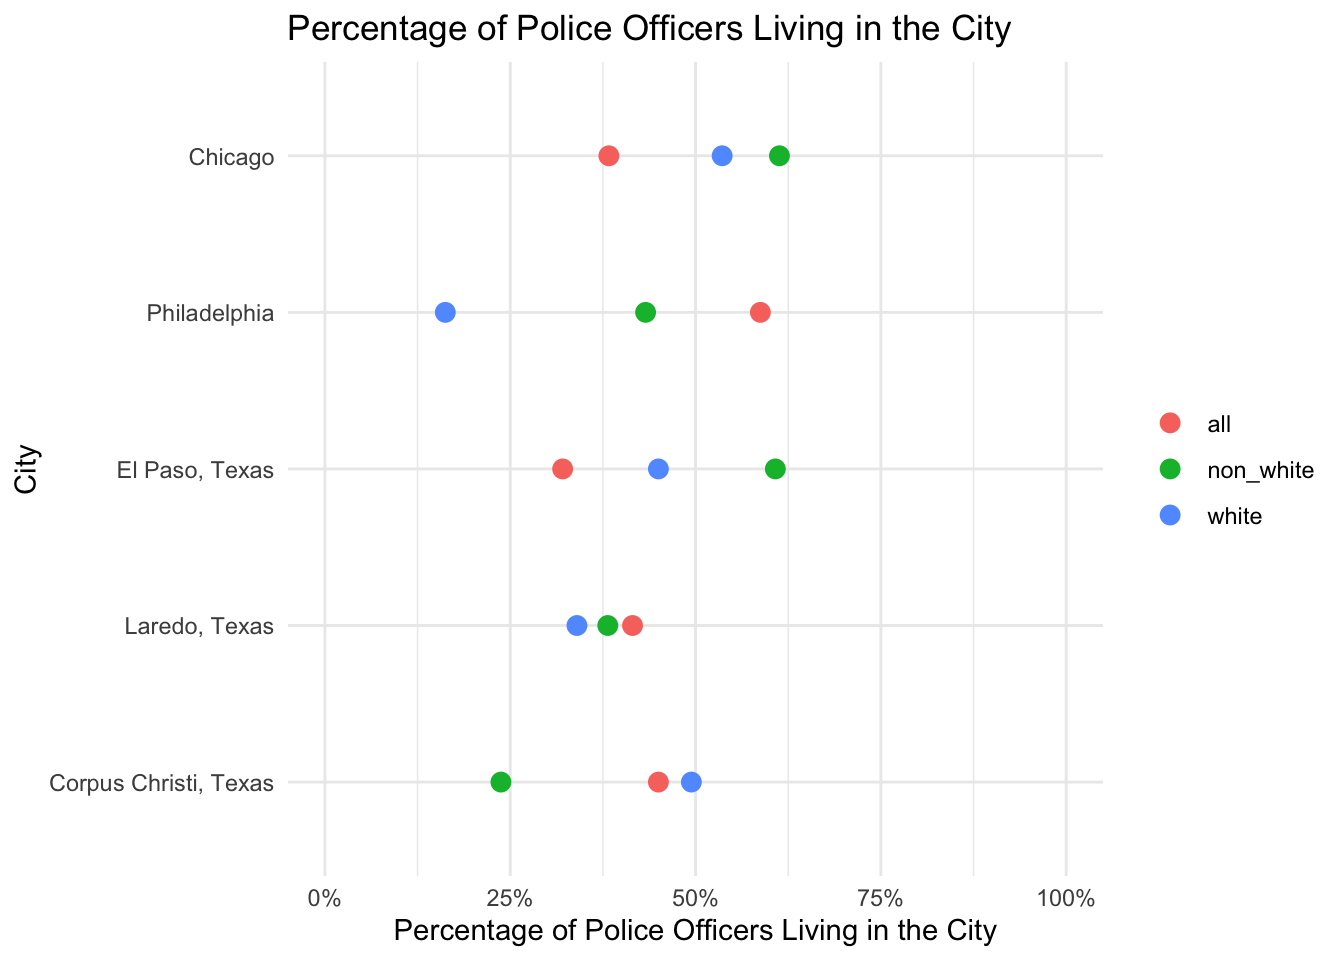 Percentage of Police Officers Living in the City
City
Chicago
Philadelphia
El Paso, Texas
Laredo, Texas
Corpus Christi, Texas
0% 25% 50% 75% 100%
Percentage of Police Officers Living in the City
all
non_white
white